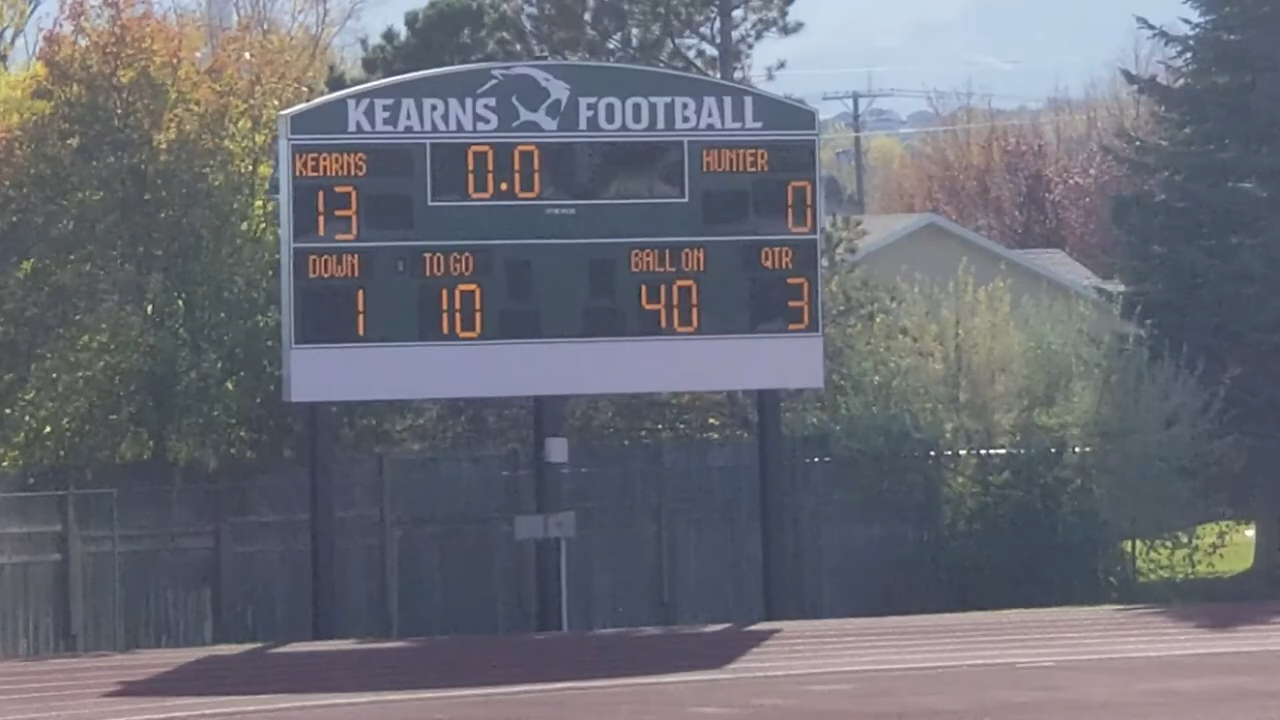 KEARNS FOOTBALL
KEARNS 0.0 HUNTER
13 0
DOWN TO GO BALL ON QTR
1 10 40 3